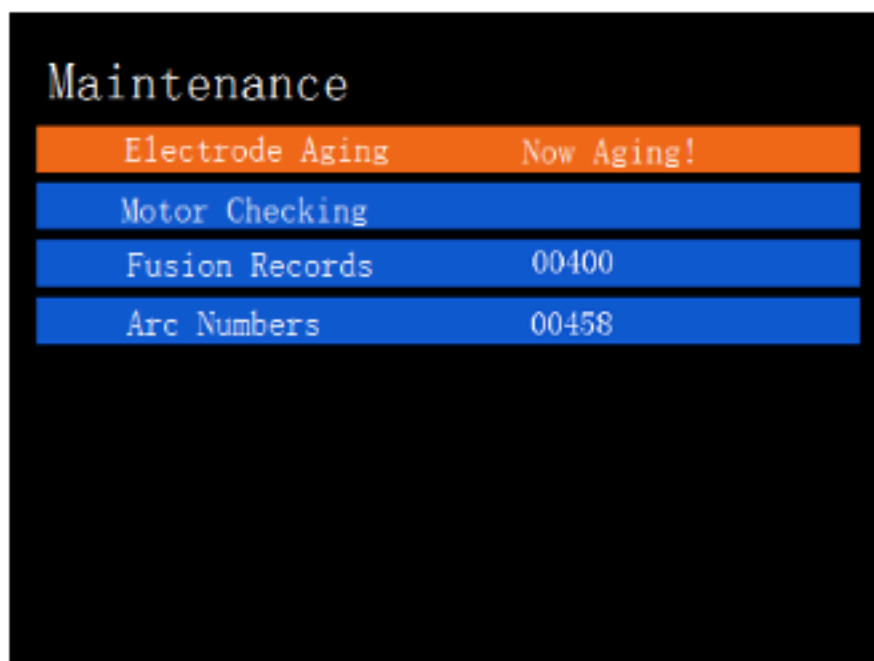 Maintenance
Electrode Aging Now Aging!
Motor Checking
Fusion Records 00400
Arc Numbers 00458